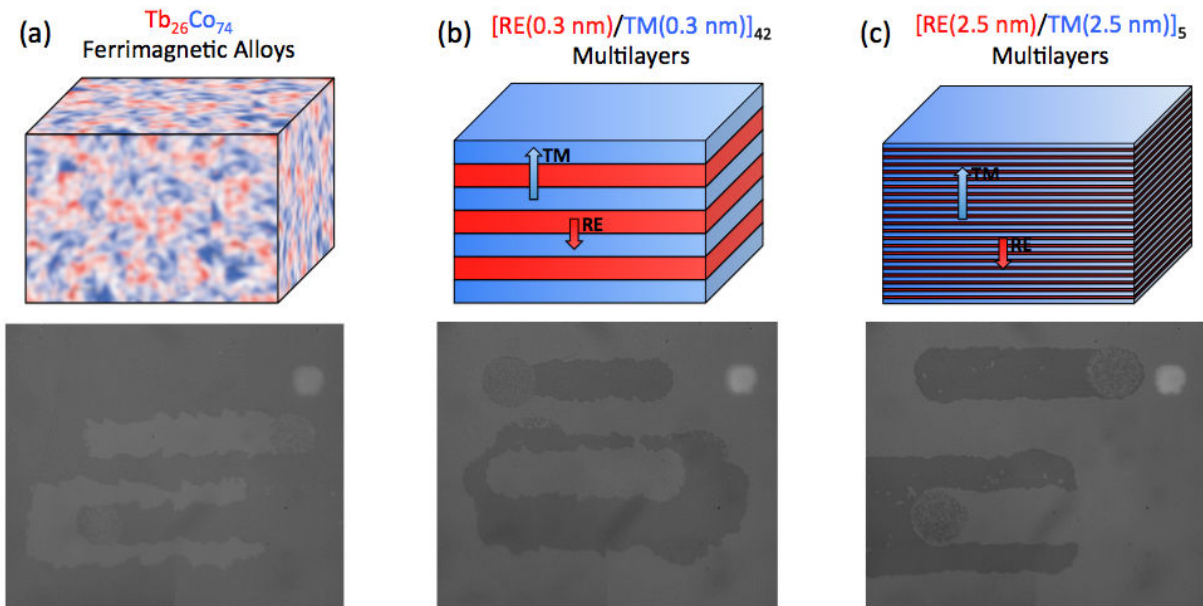 (a)
Tb₂₆Co₇₄
Ferrimagnetic Alloys
(b)
[RE(0.3 nm)/TM(0.3 nm)]₄₂
Multilayers
TM
RE
(c)
[RE(2.5 nm)/TM(2.5 nm)]₅
Multilayers
TM
RE